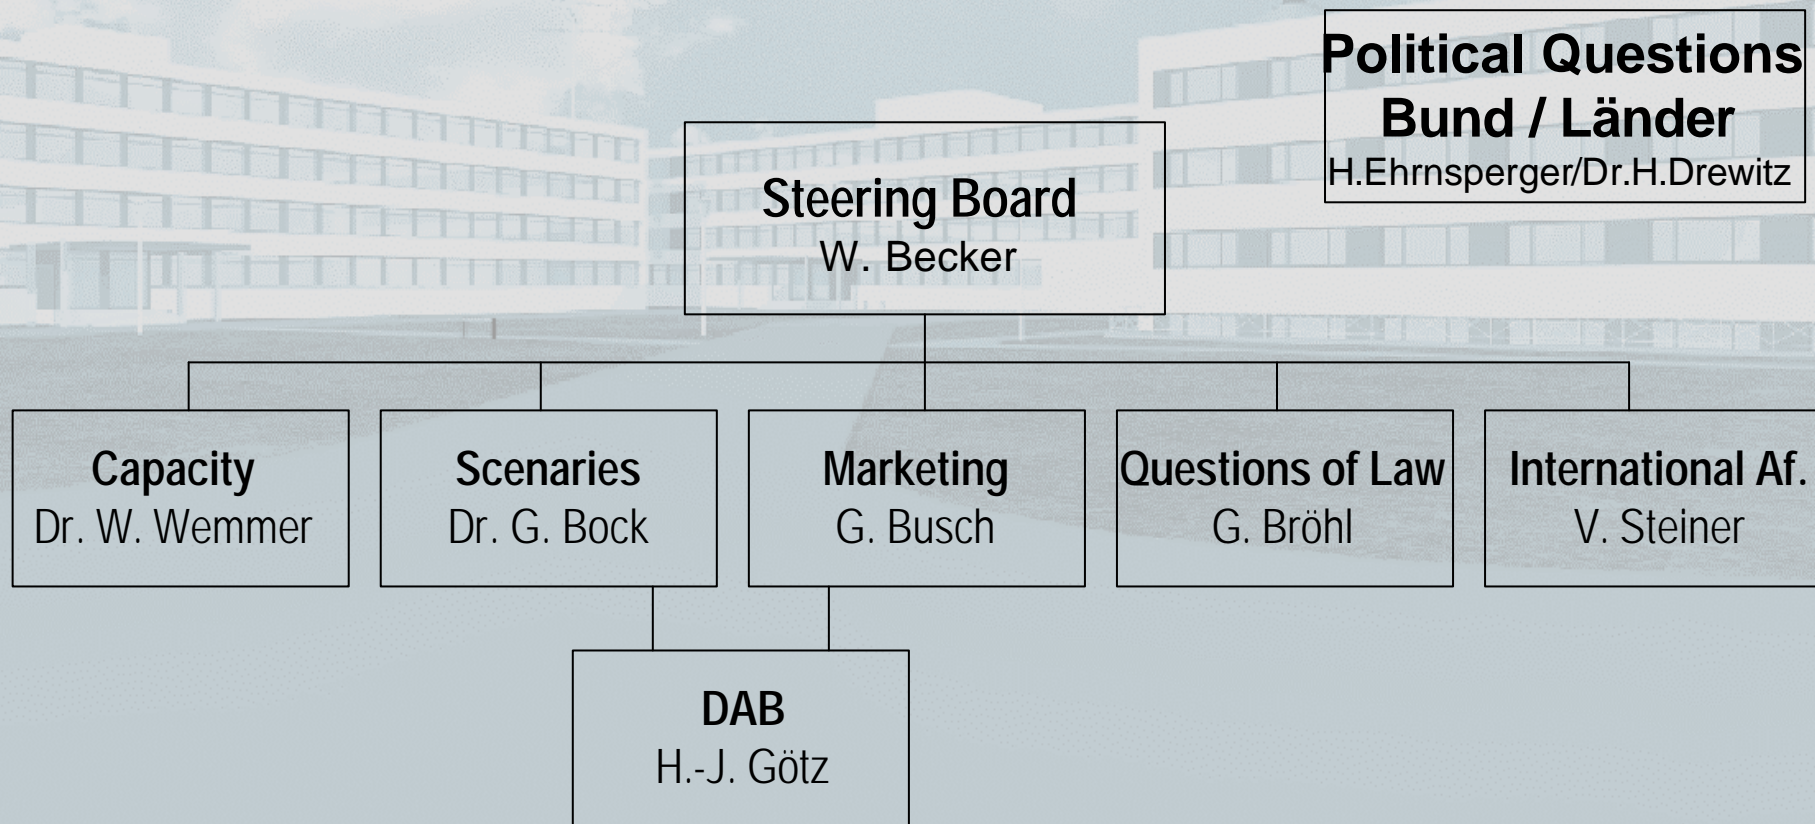 Political Questions
Bund / Länder
H.Ehrnsperger/Dr.H.Drewitz
Steering Board
W. Becker
Capacity
Dr. W. Wemmer
Scenaries
Dr. G. Bock
Marketing
G. Busch
Questions of Law
G. Bröhl
International Af.
V. Steiner
DAB
H.-J. Götz